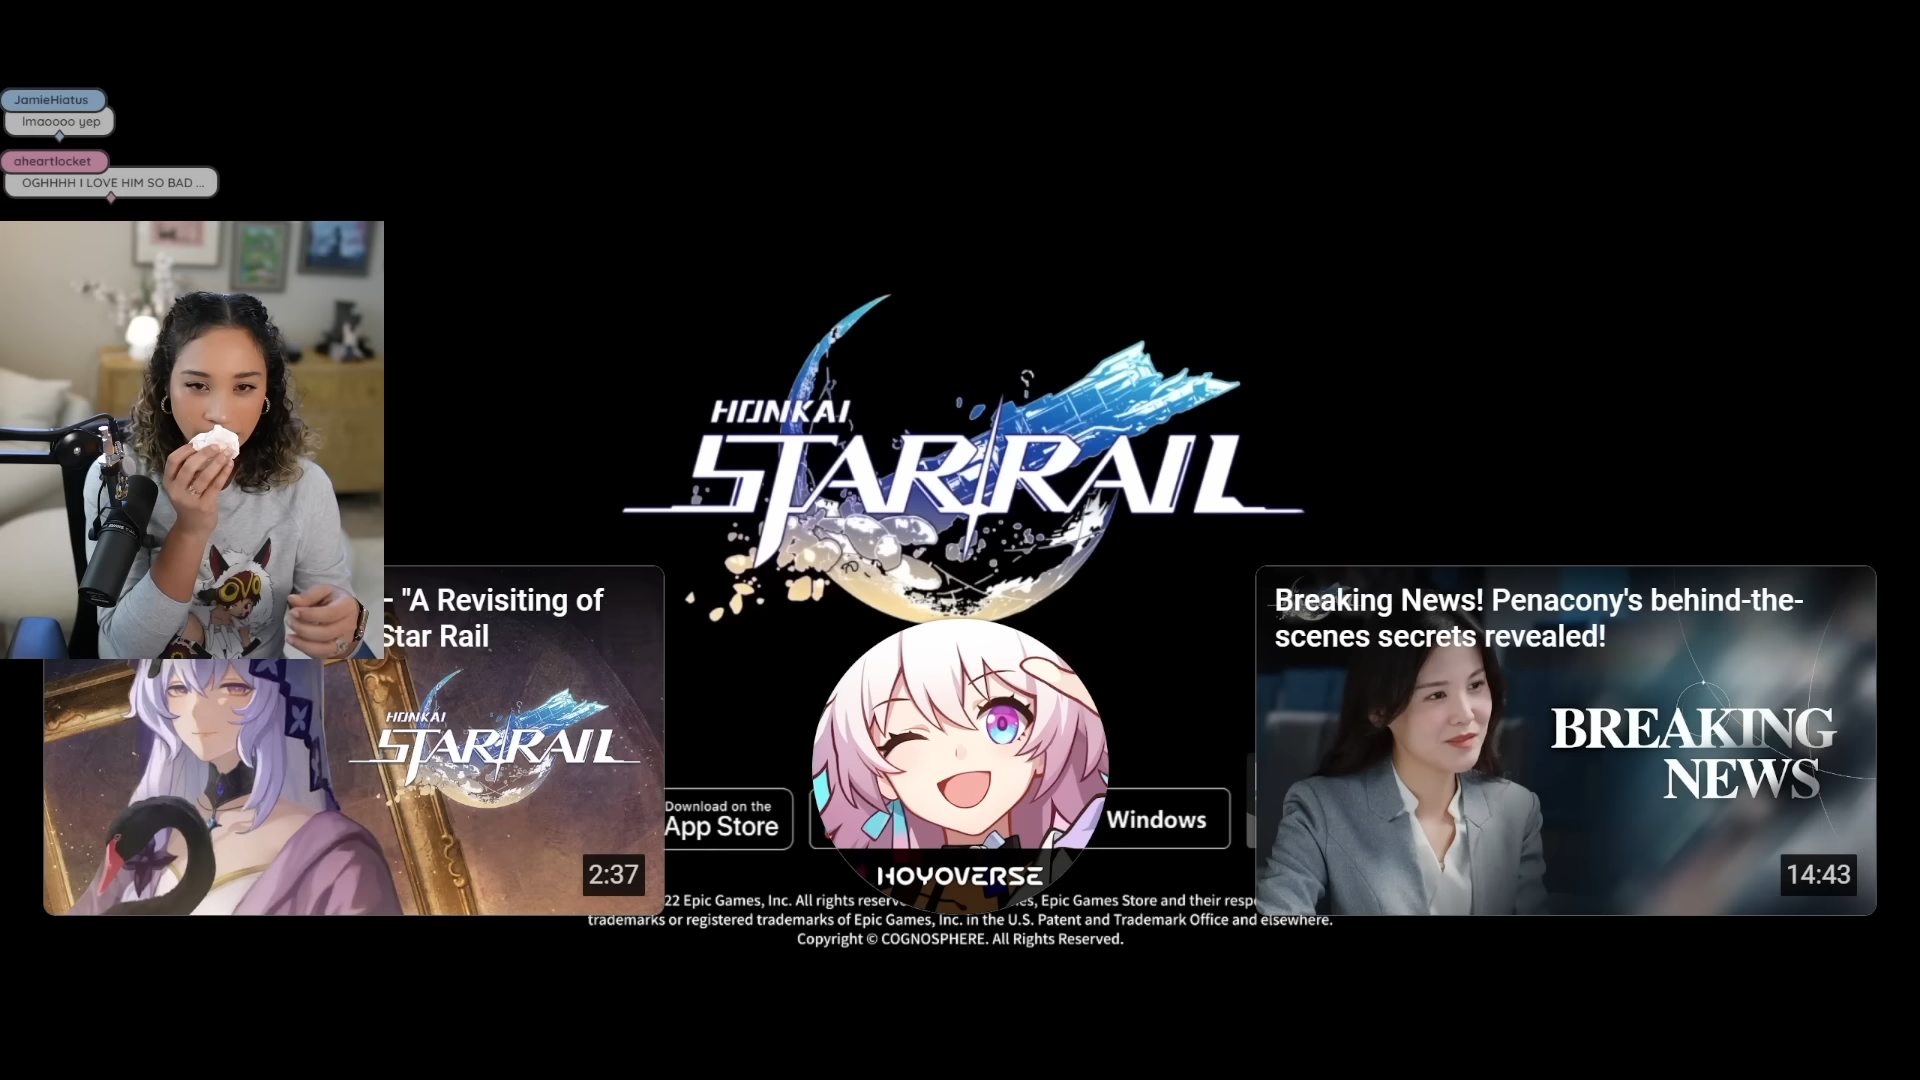 JamieHiatus
lmaoooo yep
aheartlocket
OGHHHH I LOVE HIM SO BAD ...
HONKAI
STAR RAIL
- "A Revisiting of
Star Rail
HONKAI
STAR RAIL
2:37
Breaking News! Penacony's behind-the-
scenes secrets revealed!
BREAKING
NEWS
14:43
Download on the
App Store
Windows
HOYOVERSE
22 Epic Games, Inc. All rights reserv es, Epic Games Store and their resp
trademarks or registered trademarks of Epic Games, Inc. in the U.S. Patent and Trademark Office and elsewhere.
Copyright © COGNOSPHERE. All Rights Reserved.